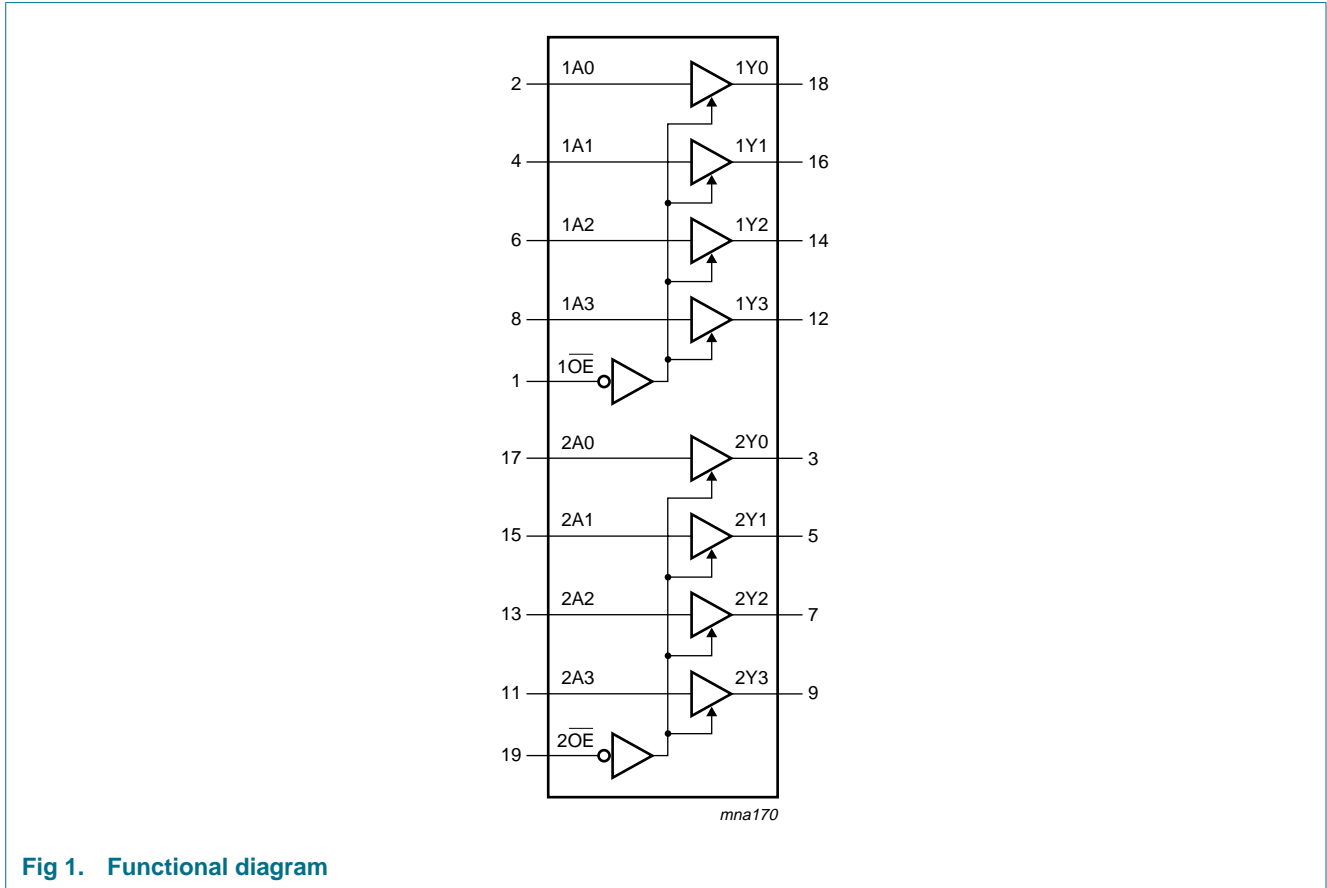 2 1A0 1Y0 18
4 1A1 1Y1 16
6 1A2 1Y2 14
8 1A3 1Y3 12
1 1O̅E̅
17 2A0 2Y0 3
15 2A1 2Y1 5
13 2A2 2Y2 7
11 2A3 2Y3 9
19 2O̅E̅
mna170
Fig 1. Functional diagram